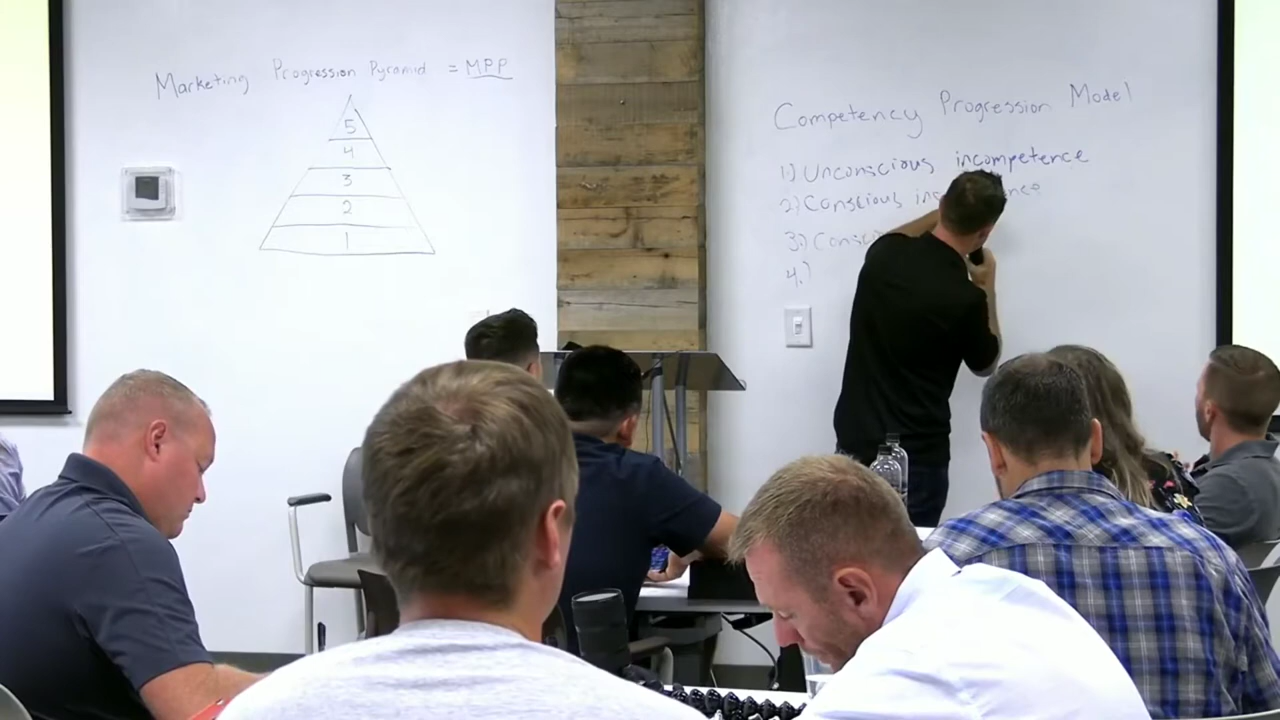 Marketing Progression Pyramid = MPP
5
4
3
2
1
Competency Progression Model
1.) Unconscious incompetence
2.) Conscious
3.)
4.)